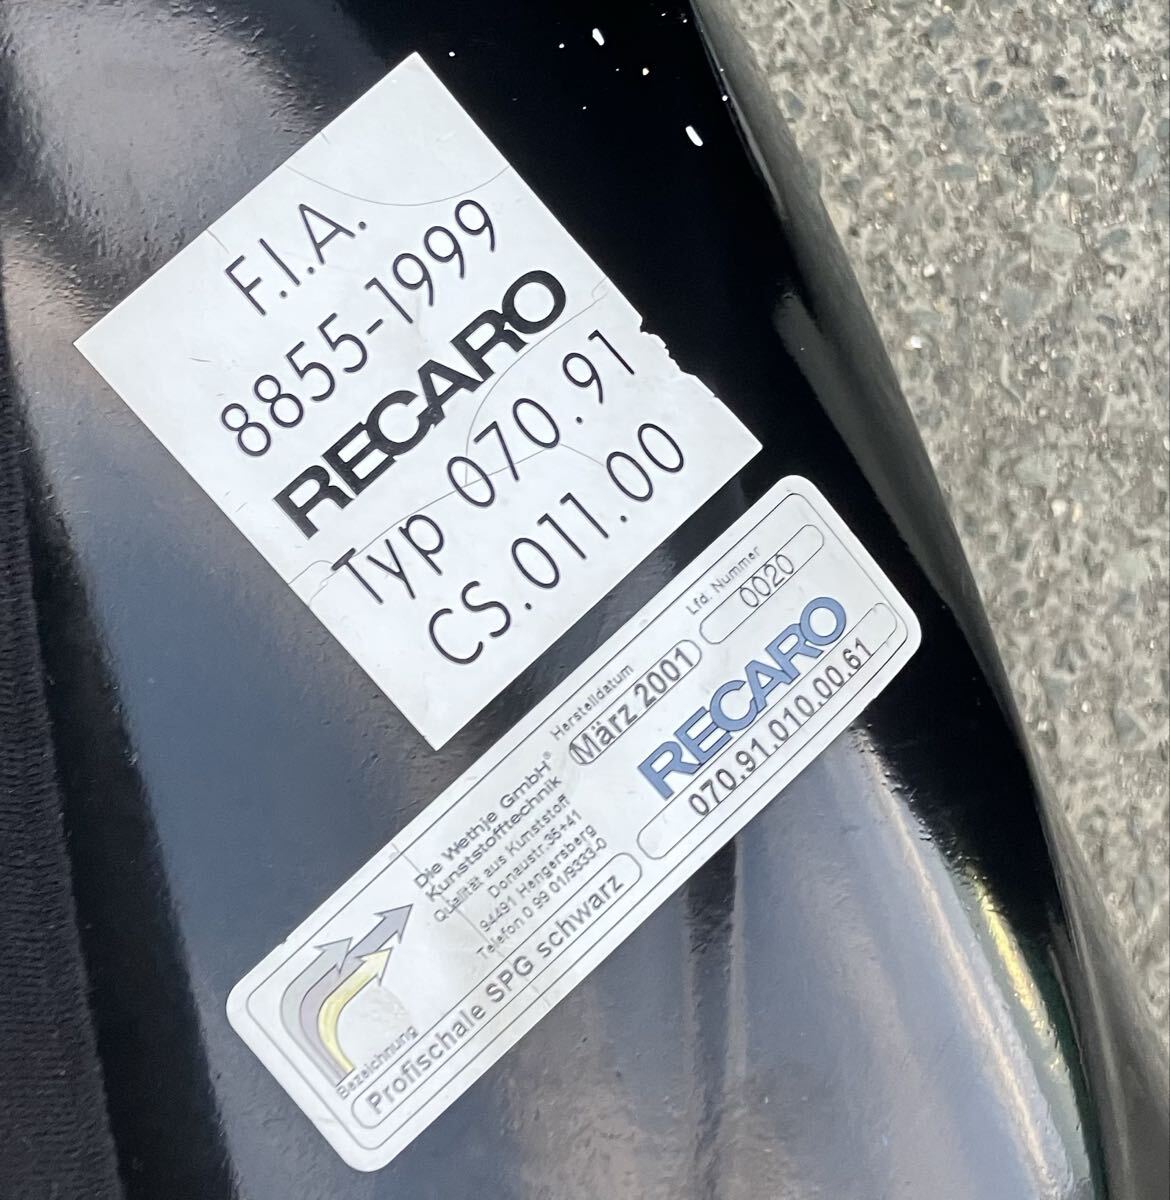 F.I.A.
8855-1999
RECARO
Typ 070.91
CS.011.00
Die Wethje GmbH®
Kunststofftechnik
Qualität aus Kunststoff
Donaustr.35+41
94491 Hengersberg
Telefon 0 99 01/9333-0
Herstelldatum
März 2001
Lfd. Nummer
0020
RECARO
070.91.010.00.61
Bezeichnung
Profischale SPG schwarz